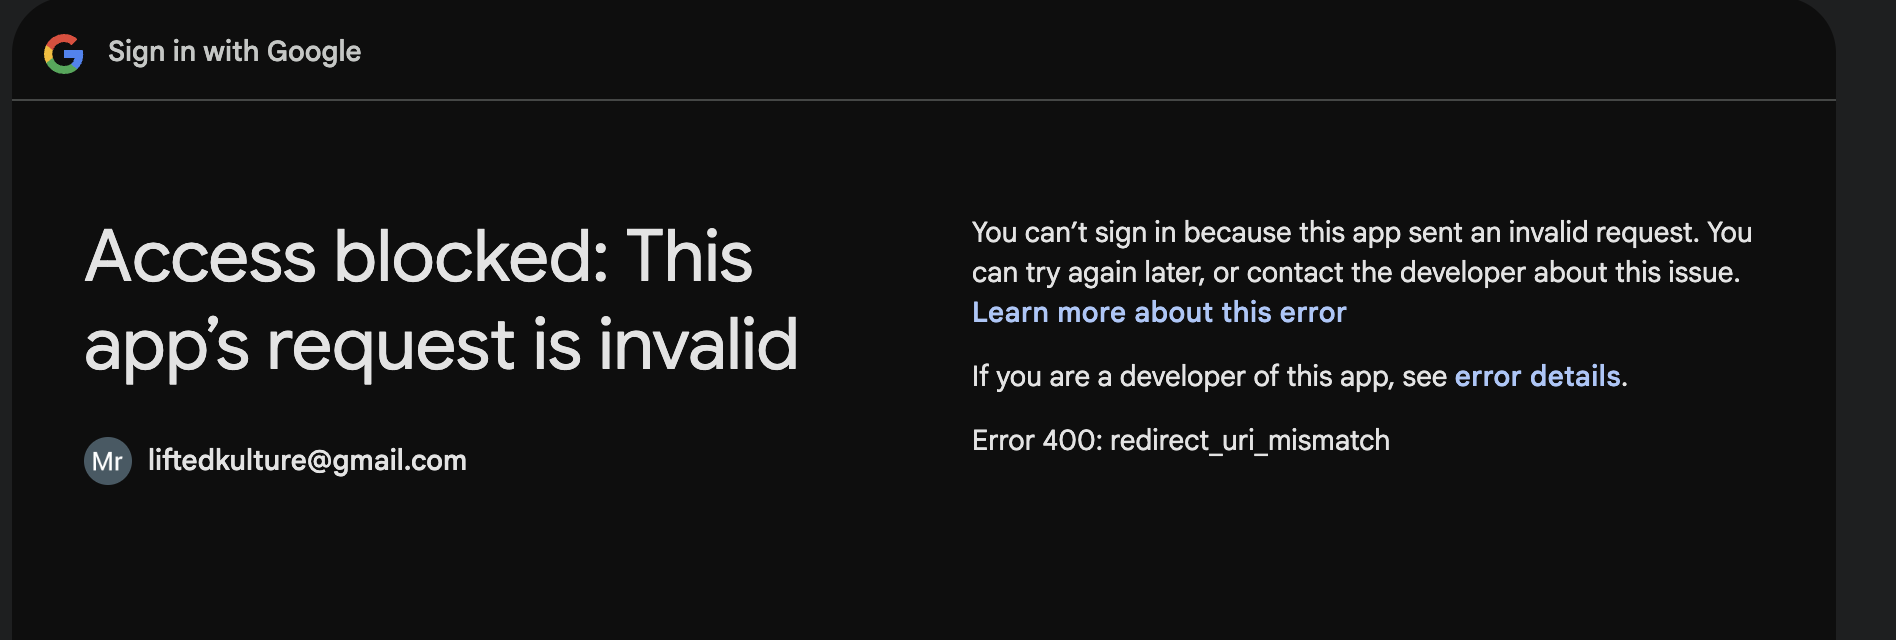 Sign in with Google
Access blocked: This
app’s request is invalid
Mr liftedkulture@gmail.com
You can’t sign in because this app sent an invalid request. You
can try again later, or contact the developer about this issue.
Learn more about this error
If you are a developer of this app, see error details.
Error 400: redirect_uri_mismatch